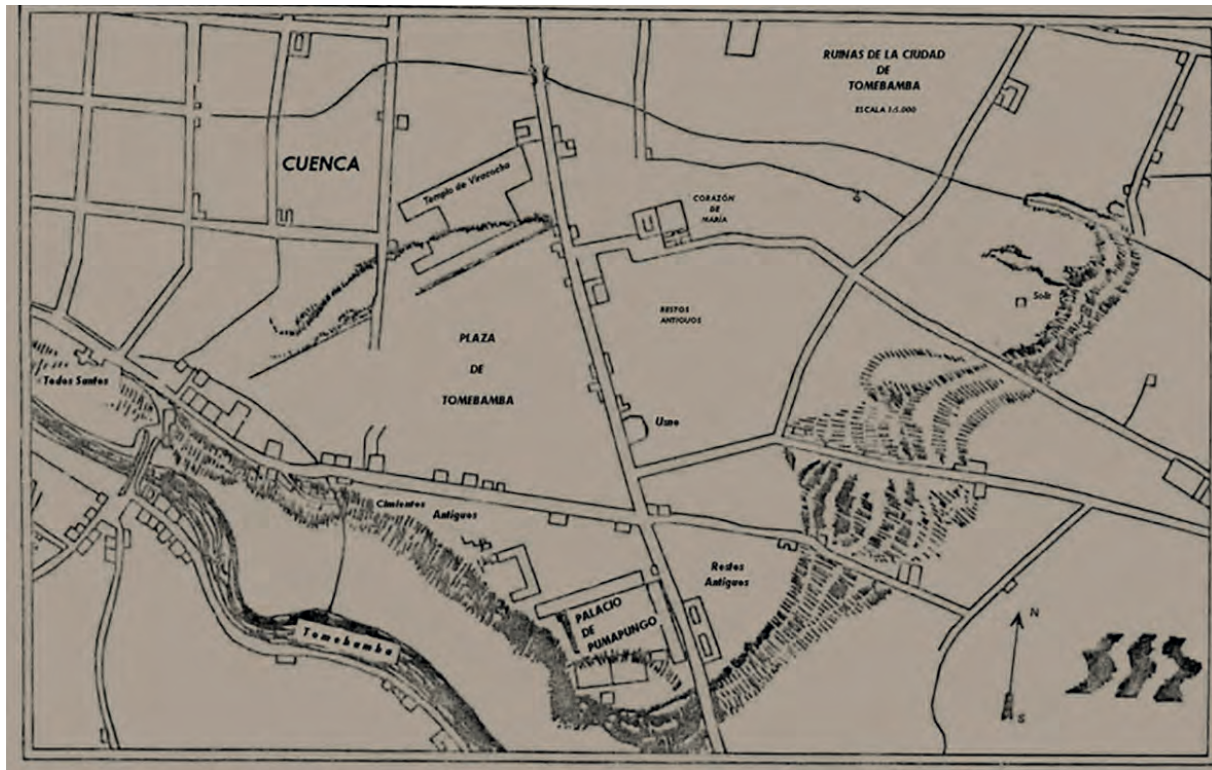 RUINAS DE LA CIUDAD
DE
TOMEBAMBA
ESCALA 1:5.000
CUENCA
Templo de Viracocha
CORAZÓN
DE
MARÍA
Sole
RESTOS
ANTIGUOS
PLAZA
DE
TOMEBAMBA
Todos Santos
Usno
Cimientos
Antiguos
Restos
Antiguos
PALACIO
DE
PUMAPUNGO
Tomebamba
N
S